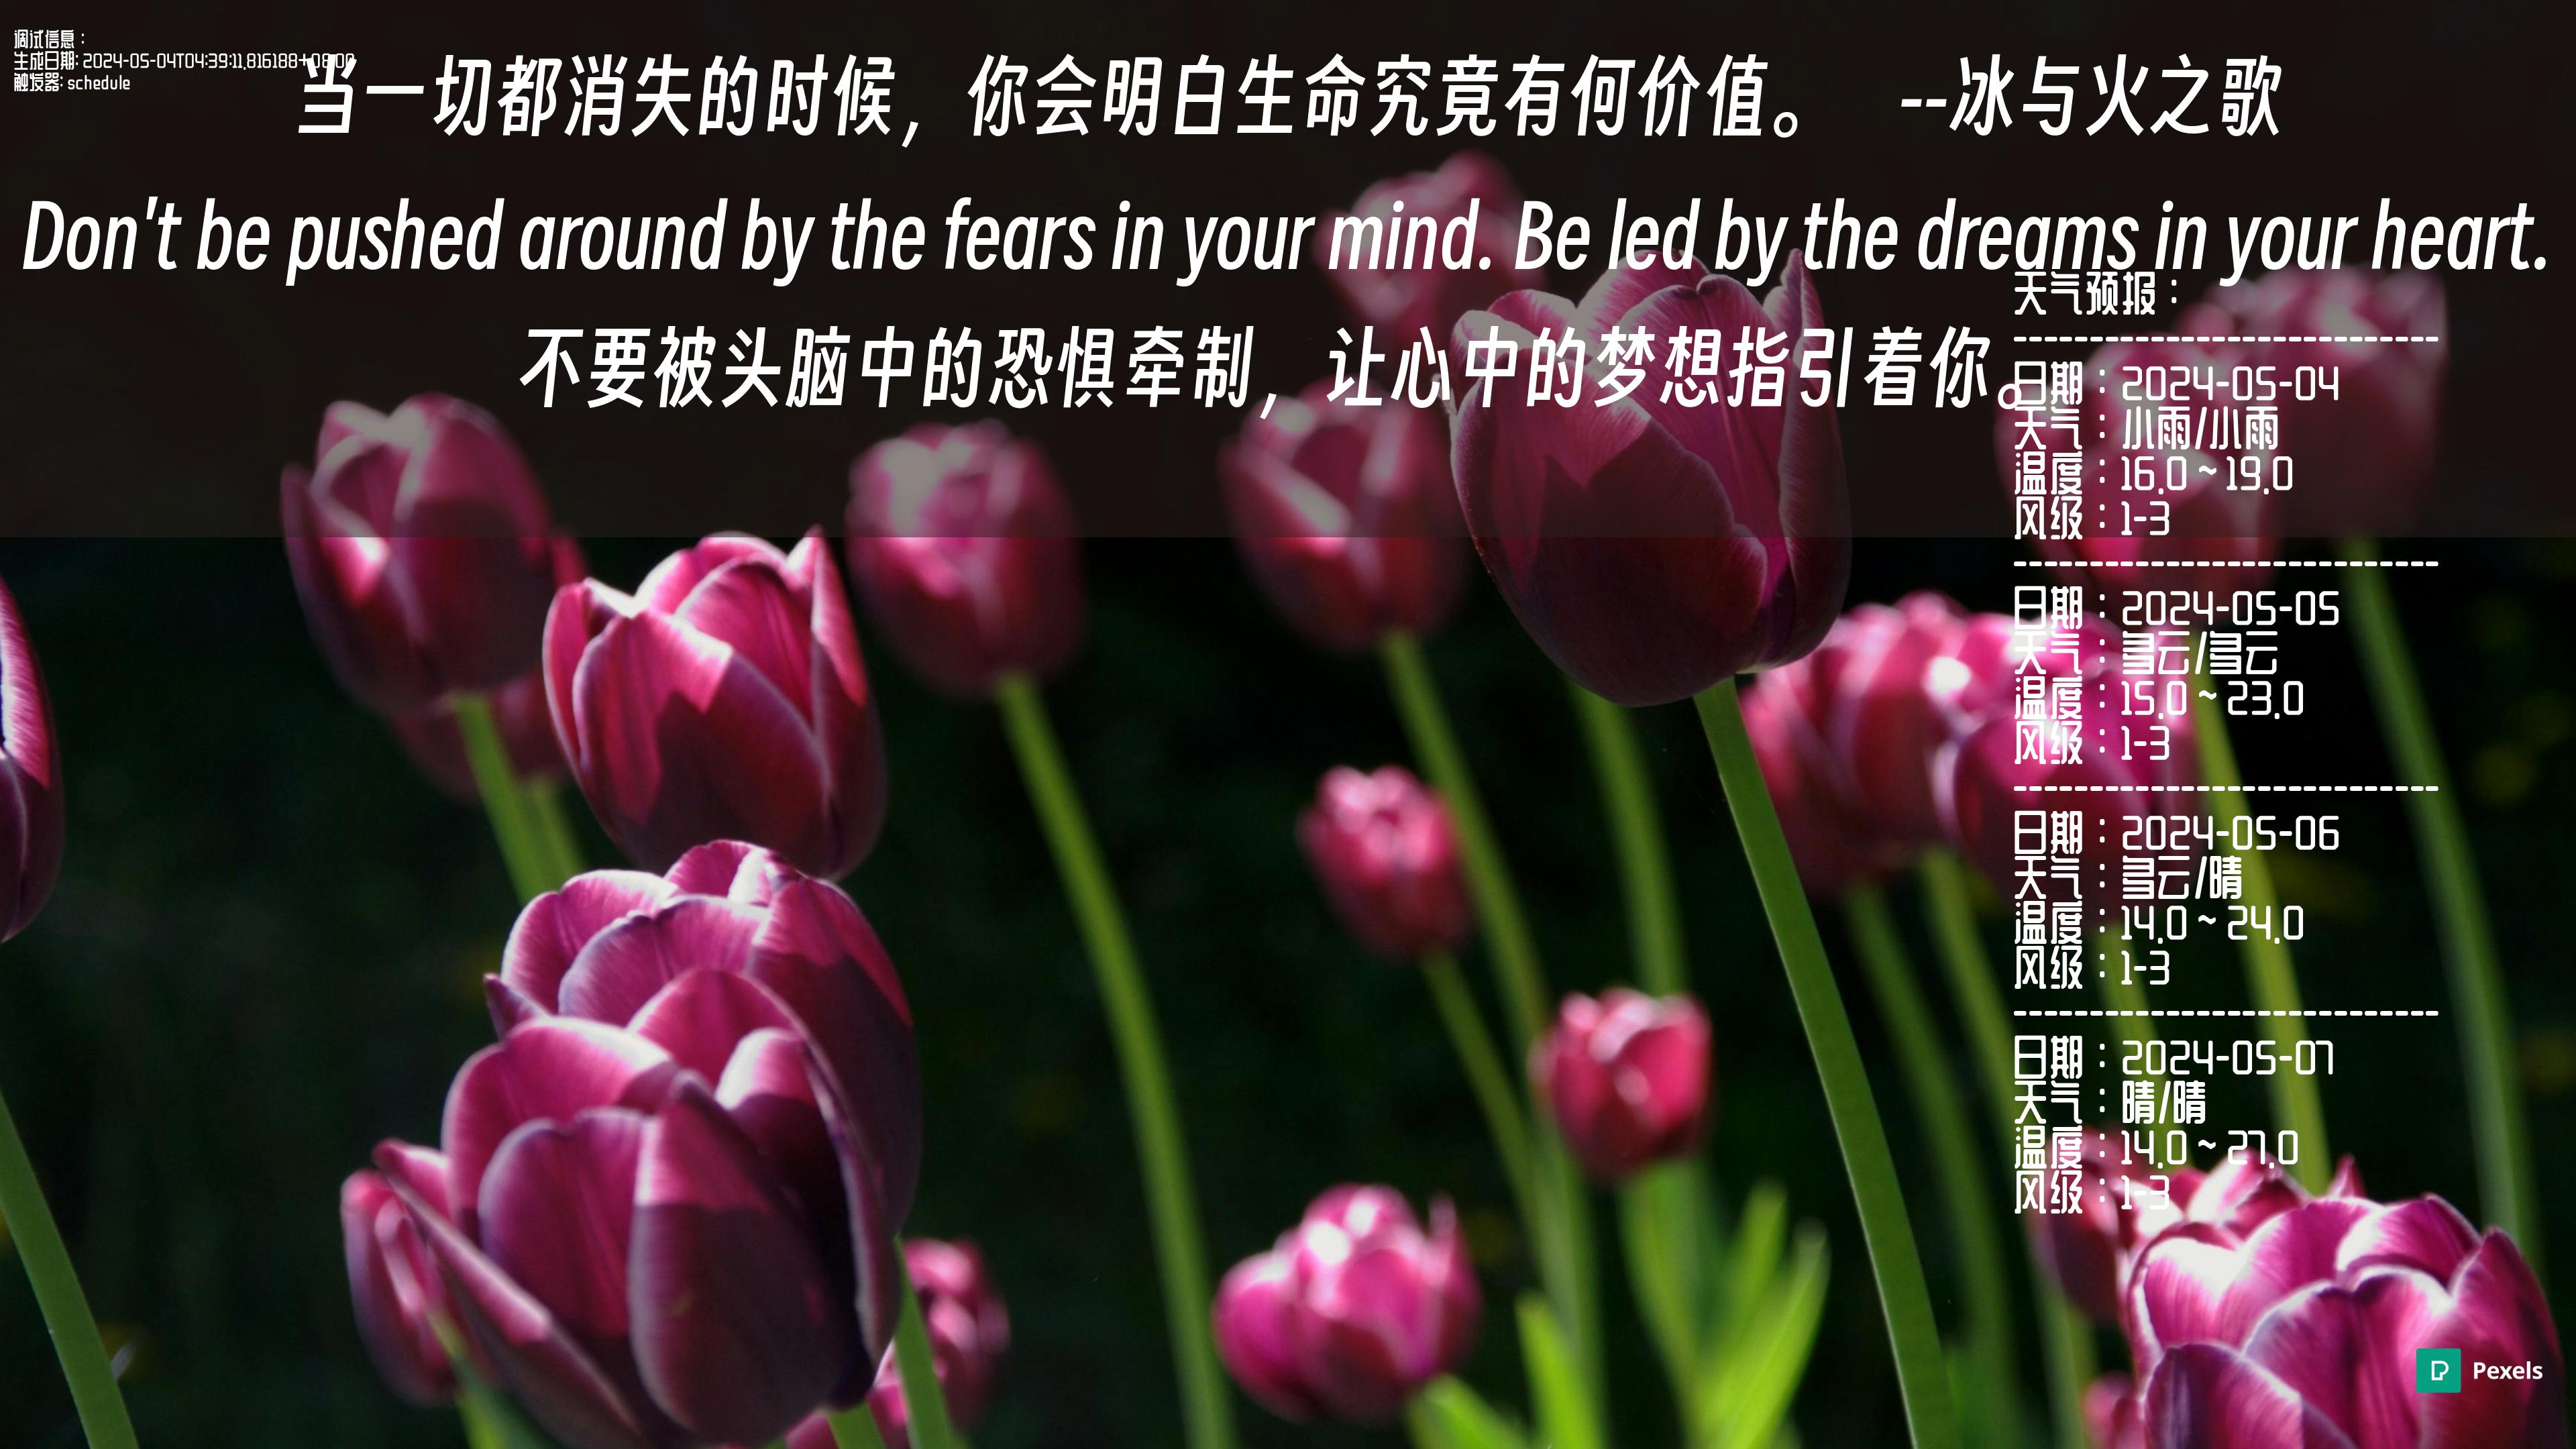 调试信息：
生成日期: 2024-05-04T04:39:11.816188+08:00
触发器: schedule
当一切都消失的时候，你会明白生命究竟有何价值。 --冰与火之歌
Don't be pushed around by the fears in your mind. Be led by the dreams in your heart.
不要被头脑中的恐惧牵制，让心中的梦想指引着你。
天气预报：
----------------------------
日期：2024-05-04
天气：小雨/小雨
温度：16.0 ~ 19.0
风级：1-3
----------------------------
日期：2024-05-05
天气：多云/多云
温度：15.0 ~ 23.0
风级：1-3
----------------------------
日期：2024-05-06
天气：多云/晴
温度：14.0 ~ 24.0
风级：1-3
----------------------------
日期：2024-05-07
天气：晴/晴
温度：14.0 ~ 27.0
风级：1-3
Pexels